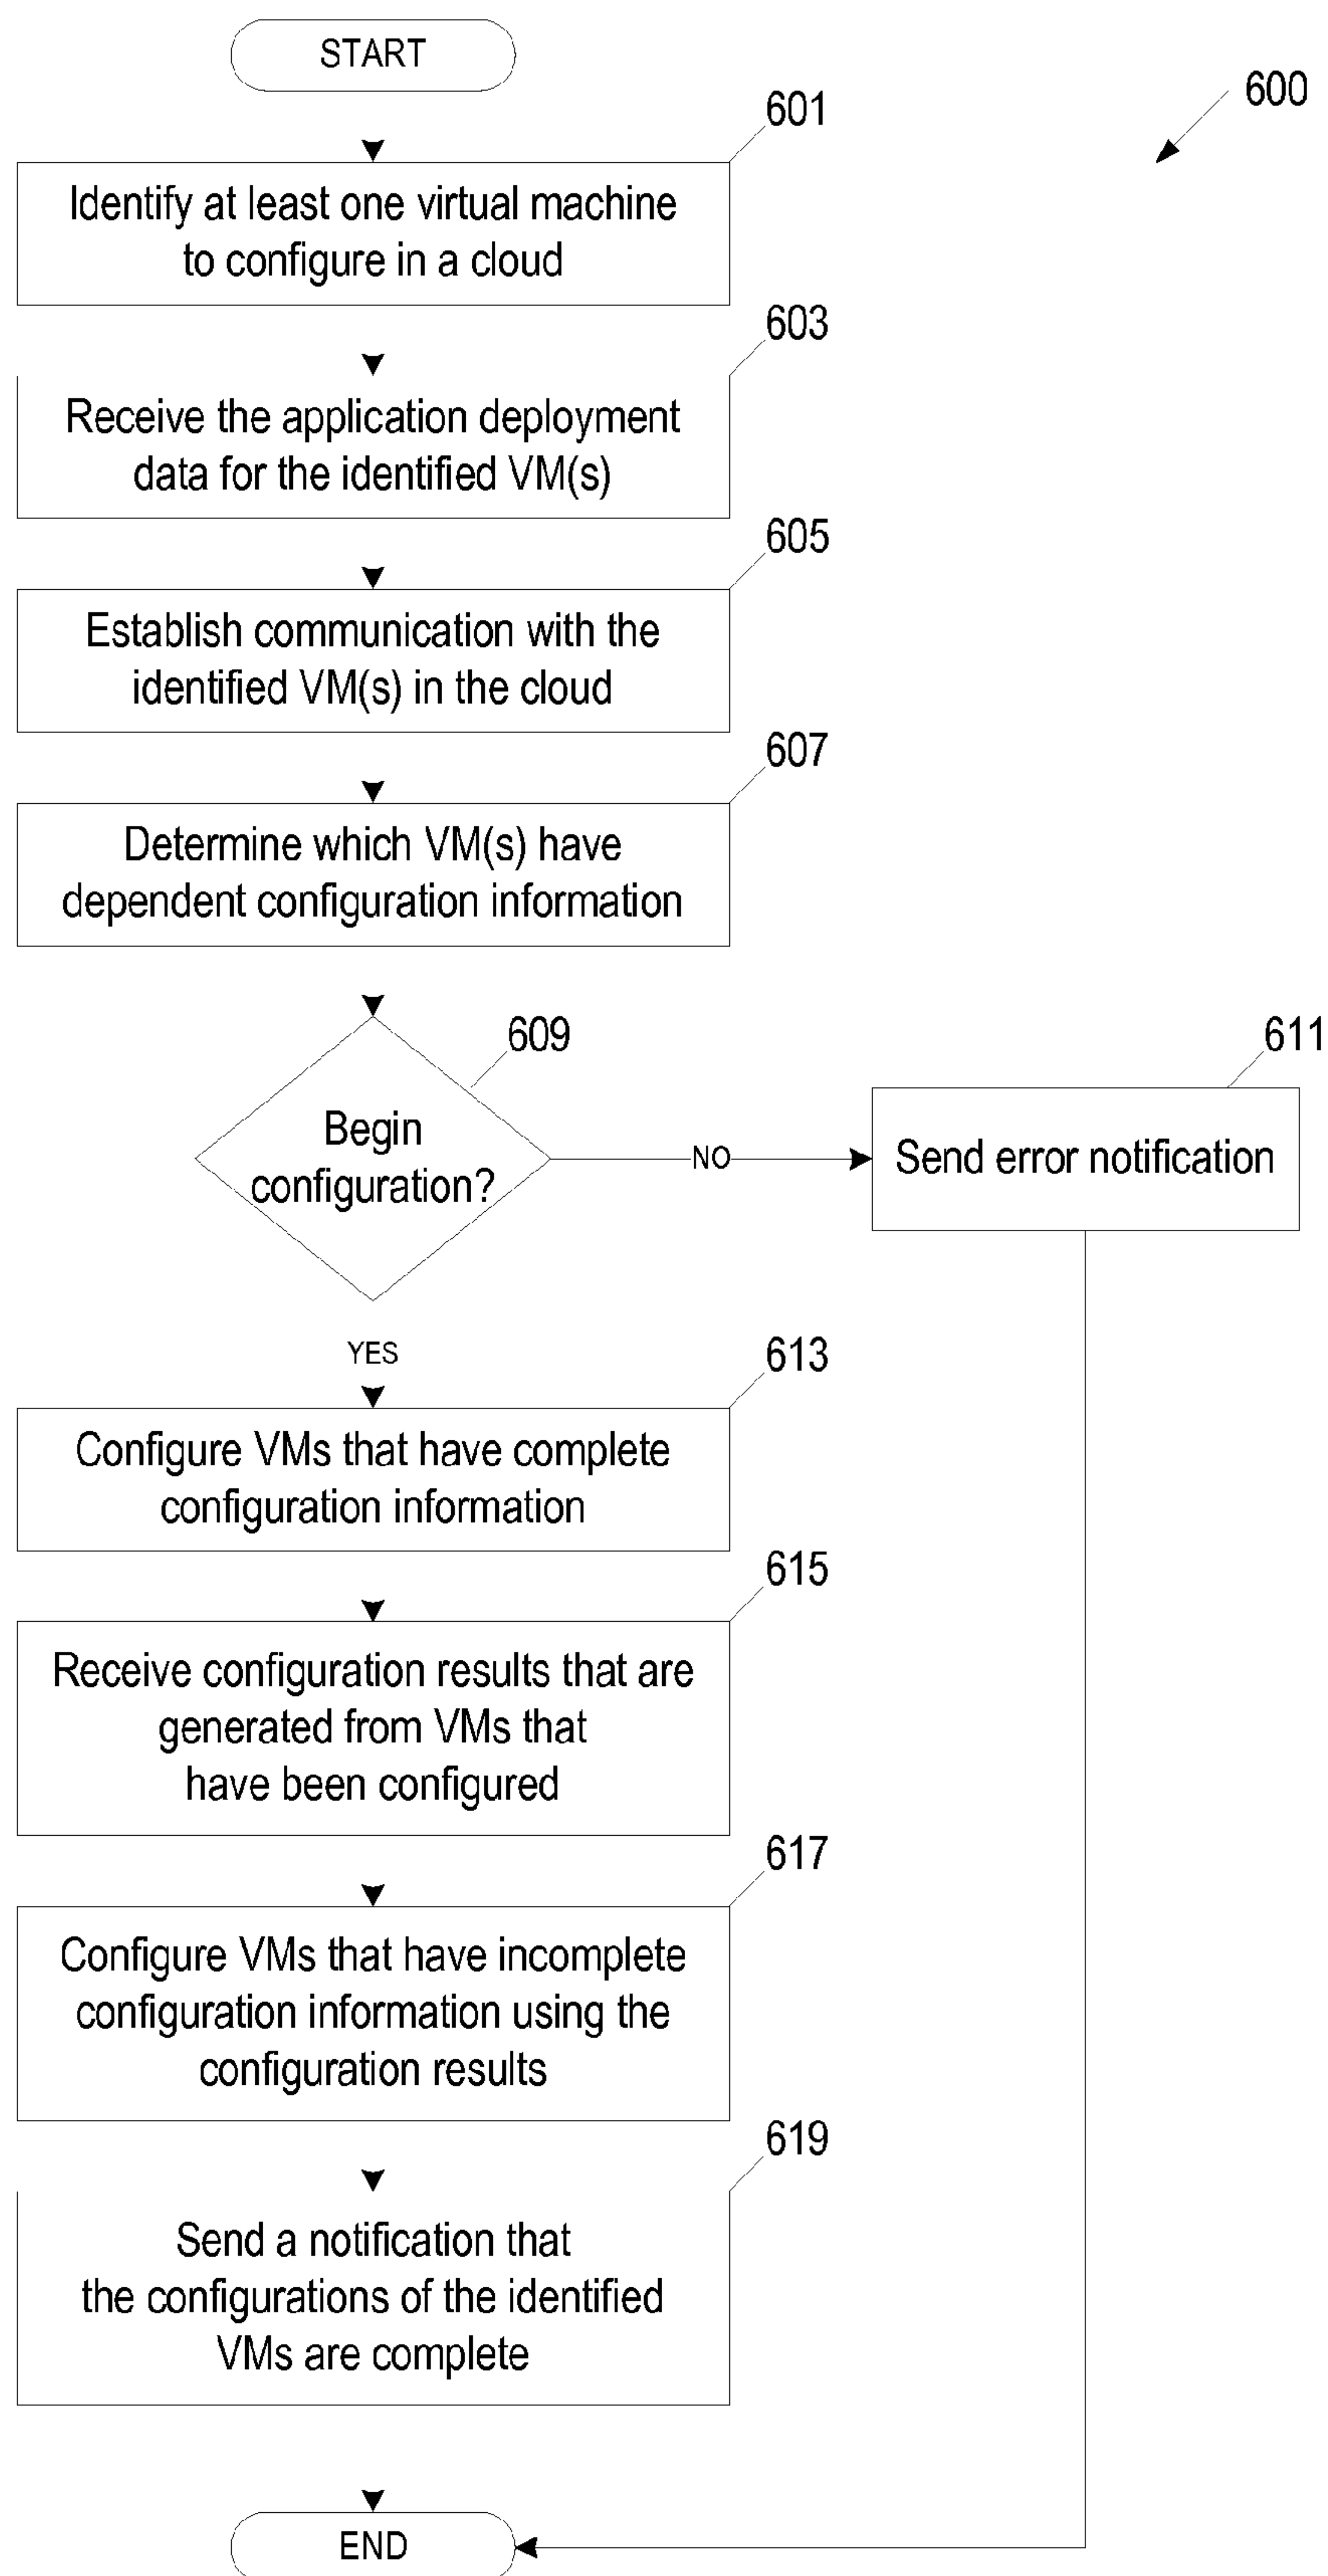 START
600
601
Identify at least one virtual machine
to configure in a cloud
603
Receive the application deployment
data for the identified VM(s)
605
Establish communication with the
identified VM(s) in the cloud
607
Determine which VM(s) have
dependent configuration information
609
Begin
configuration?
NO
611
Send error notification
YES
613
Configure VMs that have complete
configuration information
615
Receive configuration results that are
generated from VMs that
have been configured
617
Configure VMs that have incomplete
configuration information using the
configuration results
619
Send a notification that
the configurations of the identified
VMs are complete
END